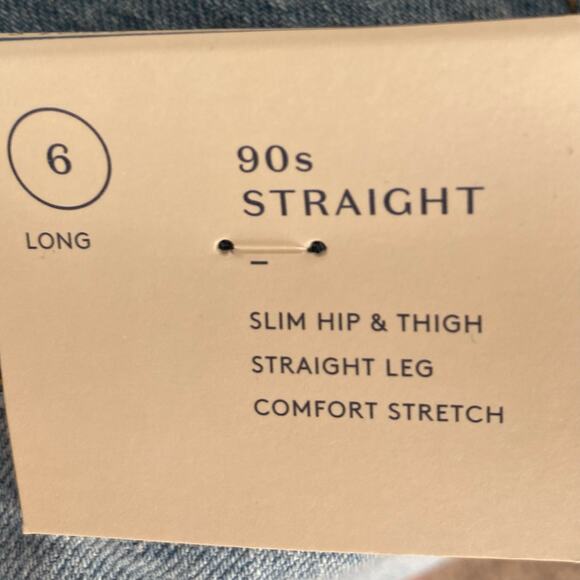 6
LONG
90s
STRAIGHT
–
SLIM HIP & THIGH
STRAIGHT LEG
COMFORT STRETCH